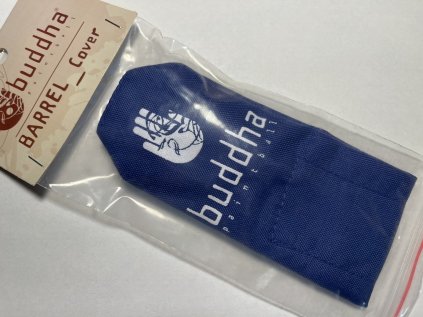 buddha
paintball
BARREL_Cover
buddha
paintball